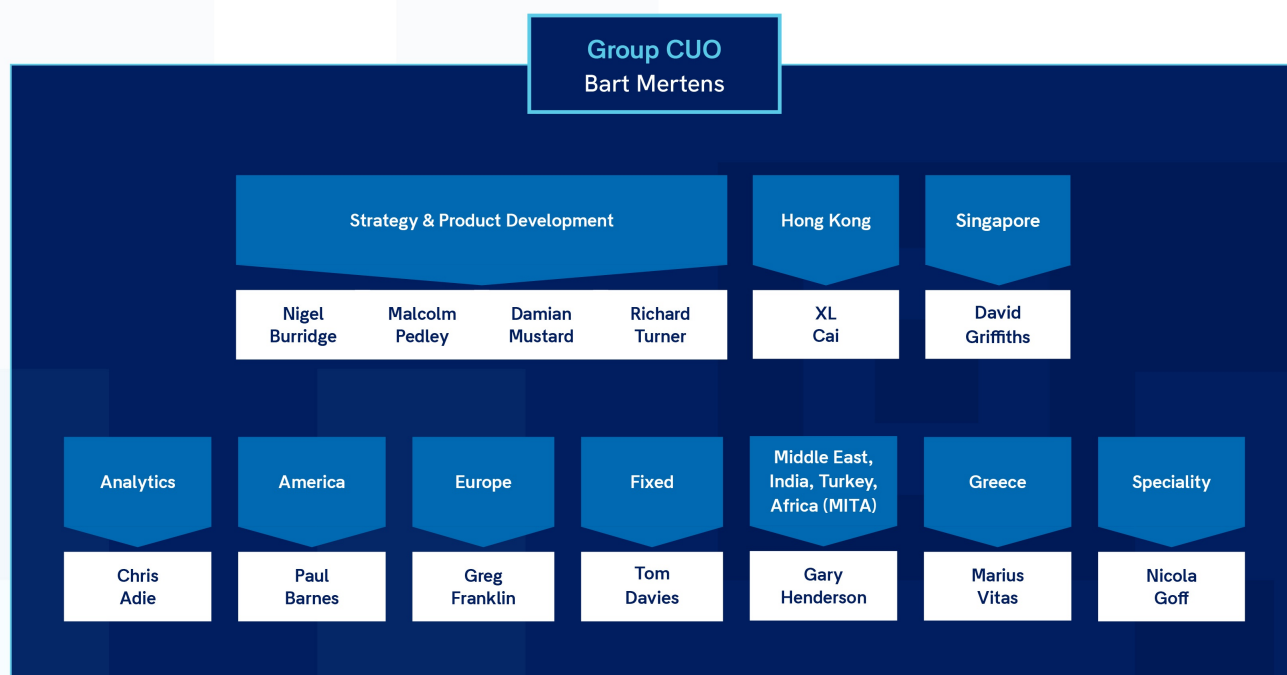 Group CUO
Bart Mertens
Strategy & Product Development
Nigel
Burridge
Malcolm
Pedley
Damian
Mustard
Richard
Turner
Hong Kong
XL
Cai
Singapore
David
Griffiths
Analytics
Chris
Adie
America
Paul
Barnes
Europe
Greg
Franklin
Fixed
Tom
Davies
Middle East,
India, Turkey,
Africa (MITA)
Gary
Henderson
Greece
Marius
Vitas
Speciality
Nicola
Goff